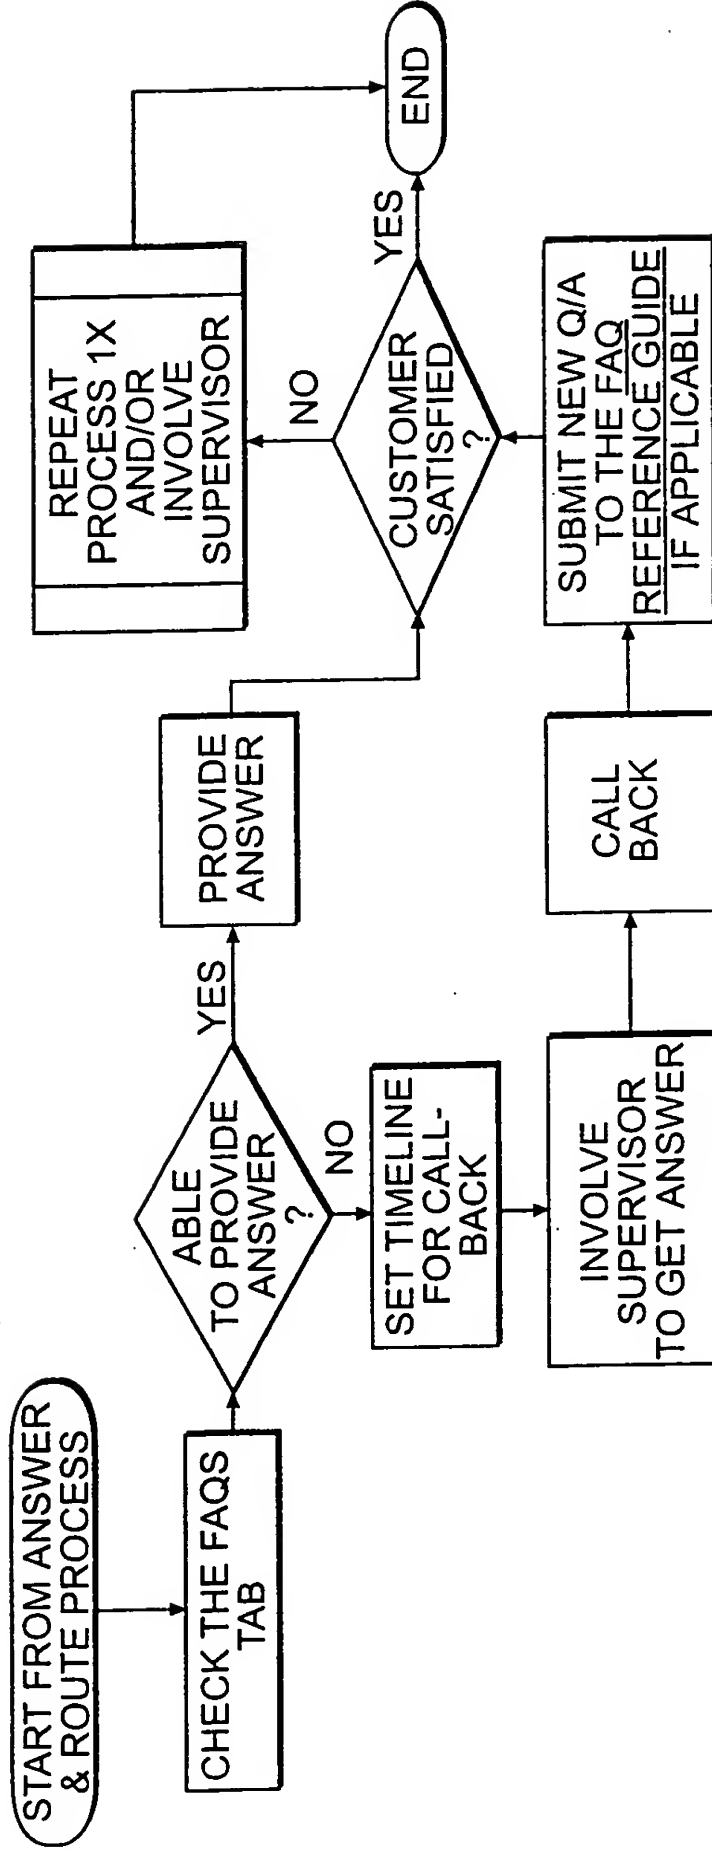 START FROM ANSWER
& ROUTE PROCESS
CHECK THE FAQS
TAB
ABLE
TO PROVIDE
ANSWER
?
YES
NO
PROVIDE
ANSWER
SET TIMELINE
FOR CALL-
BACK
INVOLVE
SUPERVISOR
TO GET ANSWER
CALL
BACK
SUBMIT NEW Q/A
TO THE FAQ
REFERENCE GUIDE
IF APPLICABLE
CUSTOMER
SATISFIED
?
NO
YES
REPEAT
PROCESS 1X
AND/OR
INVOLVE
SUPERVISOR
END